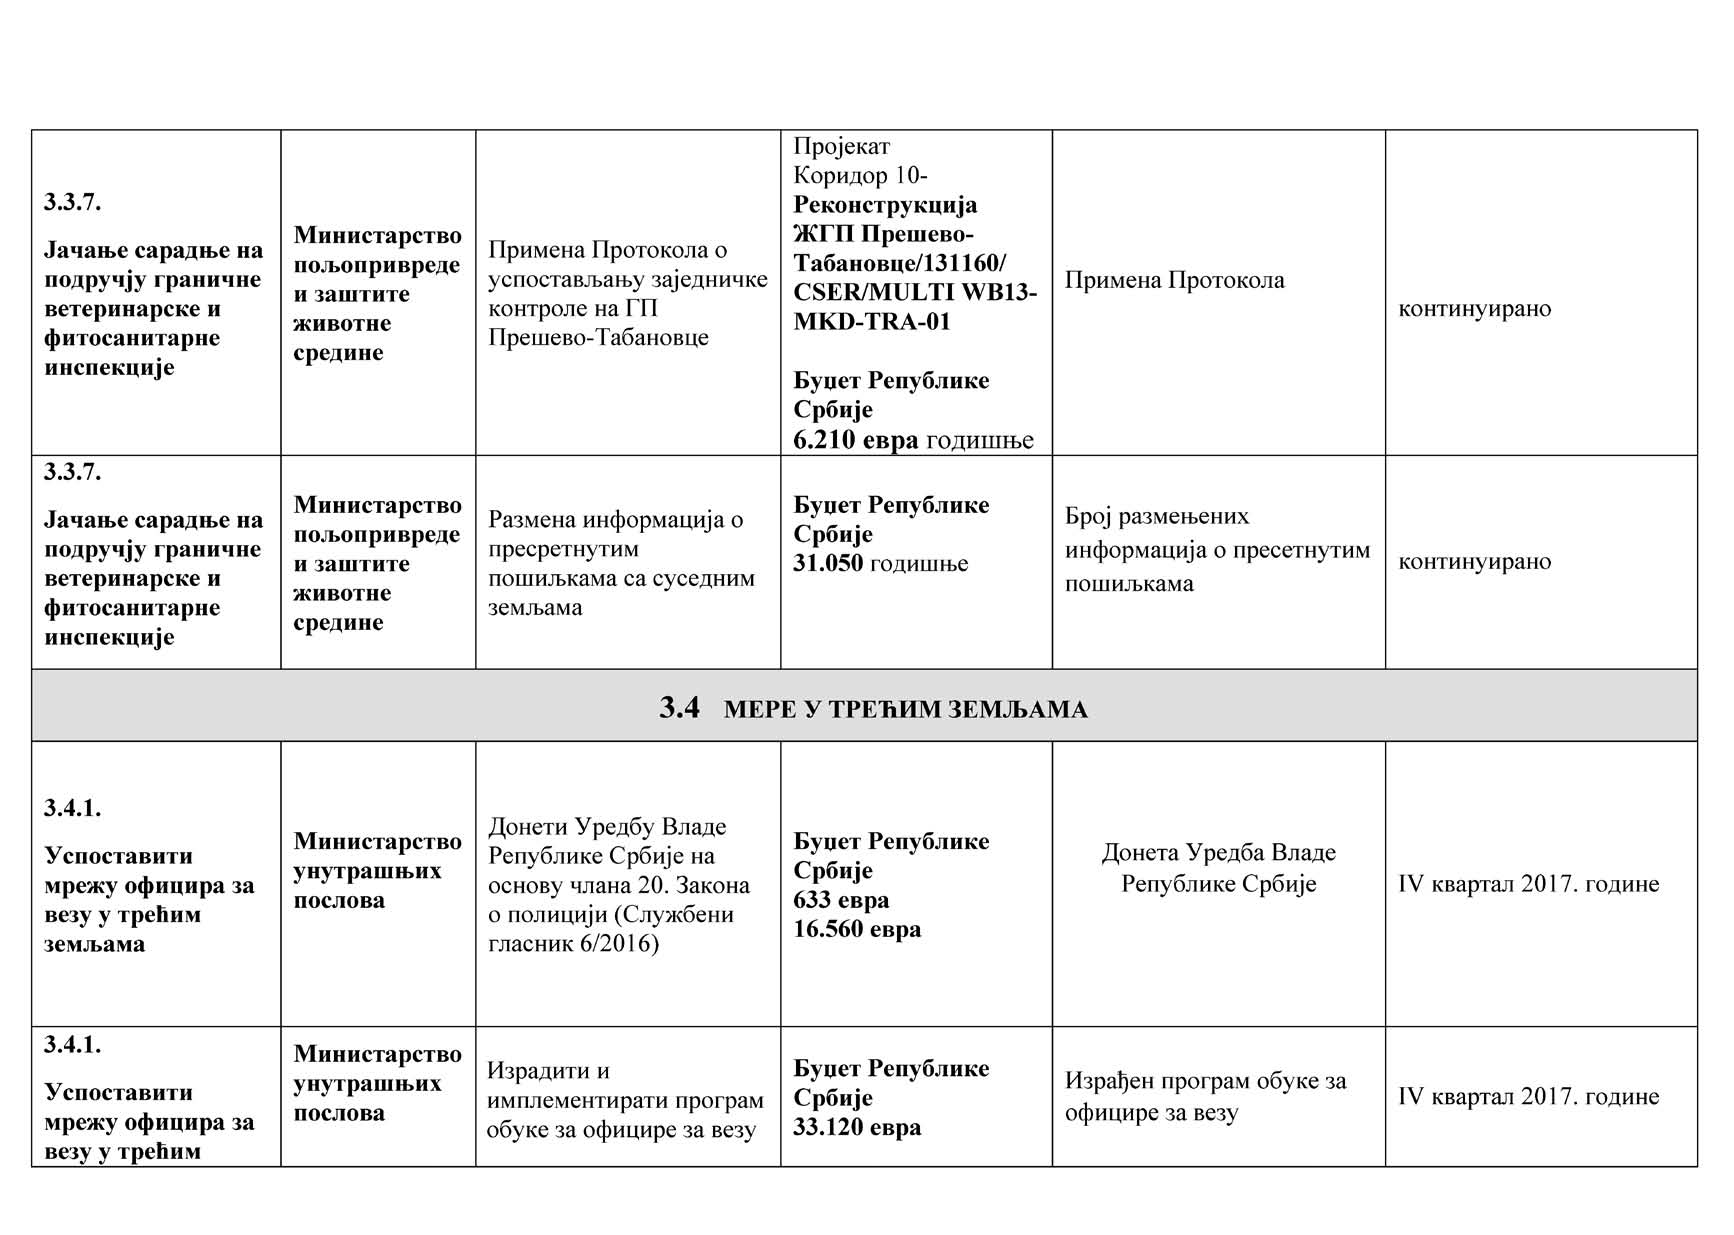 3.3.7.
Јачање сарадње на
подручју граничне
ветеринарске и
фитосанитарне
инспекције
Министарство
пољопривреде
и заштите
животне
средине
Примена Протокола о
успостављању заједничке
контроле на ГП
Прешево-Табановце
Пројекат
Коридор 10-
Реконструкција
ЖГП Прешево-
Табановце/131160/
CSER/MULTI WB13-
MKD-TRA-01
Буџет Републике
Србије
6.210 евра годишње
Примена Протокола
континуирано
3.3.7.
Јачање сарадње на
подручју граничне
ветеринарске и
фитосанитарне
инспекције
Министарство
пољопривреде
и заштите
животне
средине
Размена информација о
пресретнутим
пошиљкама са суседним
земљама
Буџет Републике
Србије
31.050 годишње
Број размењених
информација о пресетнутим
пошиљкама
континуирано
3.4 МЕРЕ У ТРЕЋИМ ЗЕМЉАМА
3.4.1.
Успоставити
мрежу официра за
везу у трећим
земљама
Министарство
унутрашњих
послова
Донети Уредбу Владе
Републике Србије на
основу члана 20. Закона
о полицији (Службени
гласник 6/2016)
Буџет Републике
Србије
633 евра
16.560 евра
Донета Уредба Владе
Републике Србије
IV квартал 2017. године
3.4.1.
Успоставити
мрежу официра за
везу у трећим
Министарство
унутрашњих
послова
Израдити и
имплементирати програм
обуке за официре за везу
Буџет Републике
Србије
33.120 евра
Израђен програм обуке за
официре за везу
IV квартал 2017. године